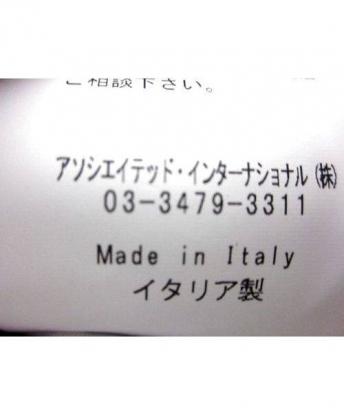 ご相談下さい。
アソシエイテッド・インターナショナル(株)
03-3479-3311
Made in Italy
イタリア製